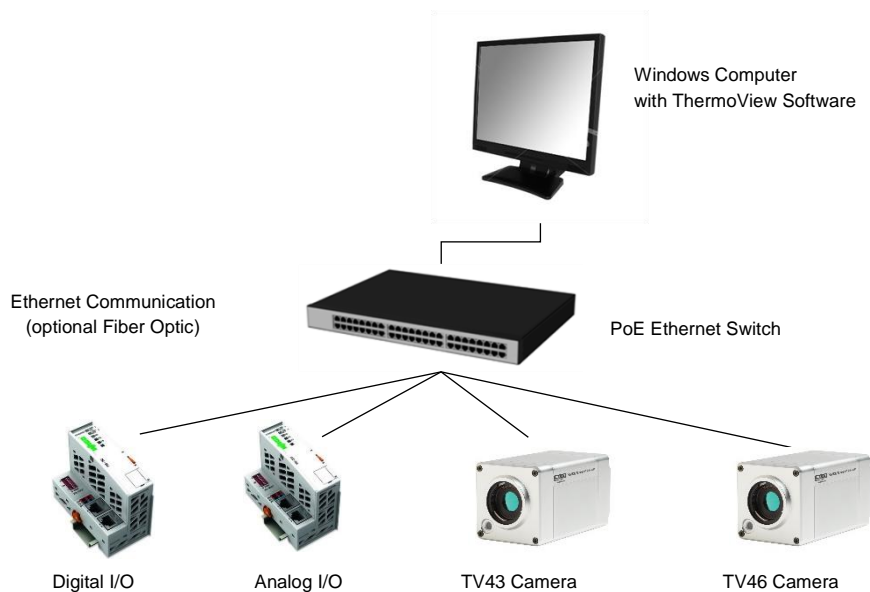 Windows Computer
with ThermoView Software
Ethernet Communication
(optional Fiber Optic)
PoE Ethernet Switch
Digital I/O
Analog I/O
TV43 Camera
TV46 Camera